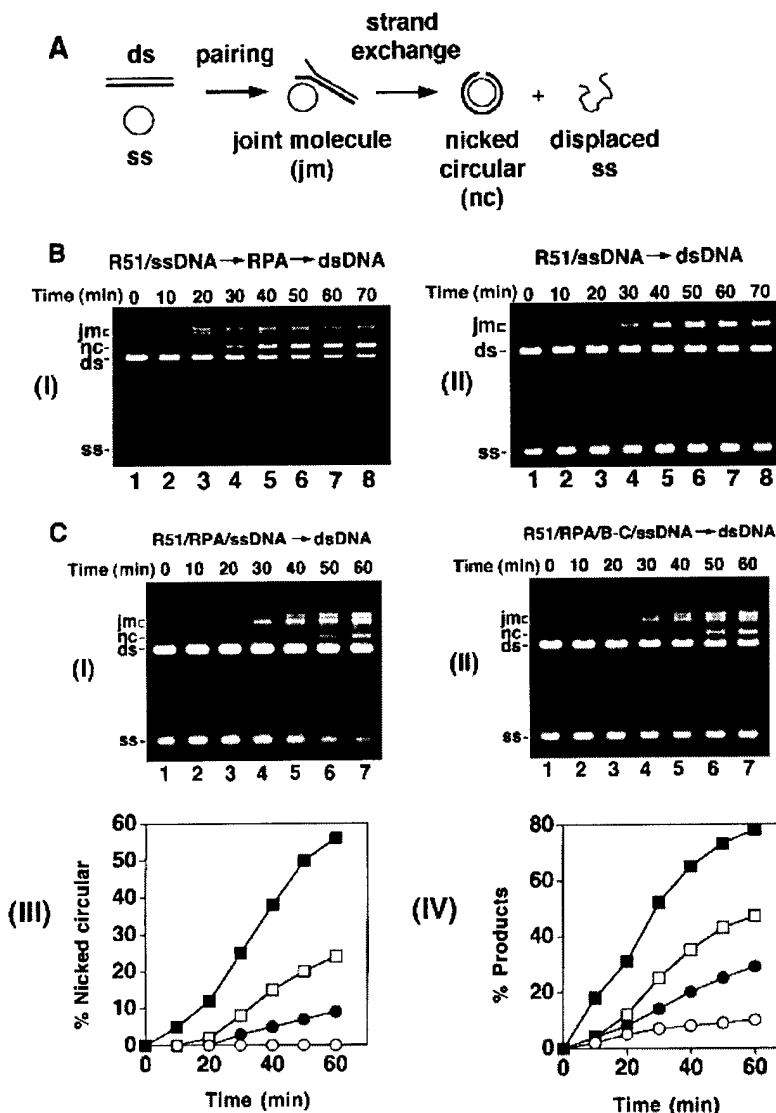 A
ds
pairing
strand
exchange
+
ss
joint molecule
(jm)
nicked
circular
(nc)
displaced
ss
B
R51/ssDNA → RPA → dsDNA
Time (min) 0 10 20 30 40 50 60 70
jm
nc
ds
(I)
ss
1 2 3 4 5 6 7 8
R51/ssDNA → dsDNA
Time (min) 0 10 20 30 40 50 60 70
jm
ds
(II)
ss
1 2 3 4 5 6 7 8
C
R51/RPA/ssDNA → dsDNA
Time (min) 0 10 20 30 40 50 60
jm
nc
ds
(I)
ss
1 2 3 4 5 6 7
R51/RPA/B-C/ssDNA → dsDNA
Time (min) 0 10 20 30 40 50 60
jm
nc
ds
(II)
ss
1 2 3 4 5 6 7
(III)
% Nicked circular
60
50
40
30
20
10
0
0 20 40 60
Time (min)
(IV)
% Products
80
60
40
20
0
0 20 40 60
Time (min)